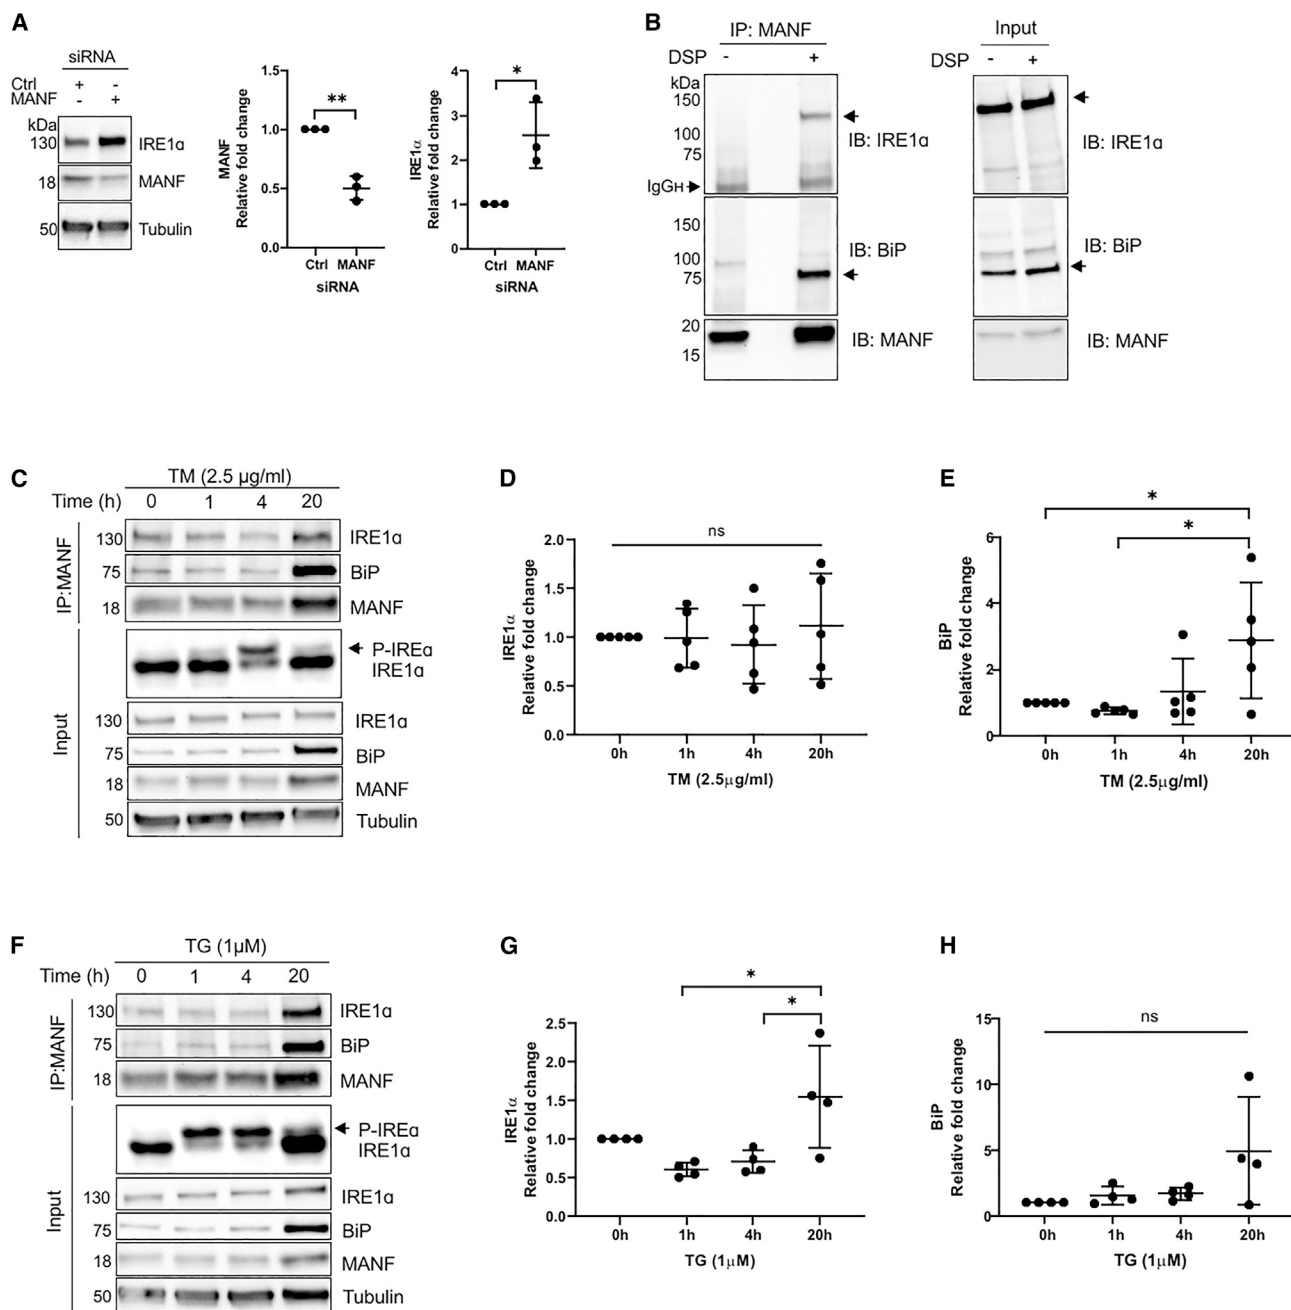 A
siRNA
Ctrl + -
MANF - +
kDa
130 IRE1α
18 MANF
50 Tubulin
MANF
Relative fold change
1.5
1.0
0.5
0.0
**
Ctrl MANF
siRNA
IRE1α
Relative fold change
4
3
2
1
0
*
Ctrl MANF
siRNA
B
IP: MANF
DSP - +
kDa
150
100
75
IgGH
IB: IRE1α
150
100
75
IB: BiP
20
15
IB: MANF
Input
DSP - +
IB: IRE1α
IB: BiP
IB: MANF
C
TM (2.5 µg/ml)
Time (h) 0 1 4 20
IP:MANF
130 IRE1α
75 BiP
18 MANF
P-IREα
IRE1α
Input
130 IRE1α
75 BiP
18 MANF
50 Tubulin
D
IRE1α
Relative fold change
2.0
1.5
1.0
0.5
0.0
ns
0h 1h 4h 20h
TM (2.5µg/ml)
E
BiP
Relative fold change
6
4
2
0
*
*
0h 1h 4h 20h
TM (2.5µg/ml)
F
TG (1µM)
Time (h) 0 1 4 20
IP:MANF
130 IRE1α
75 BiP
18 MANF
P-IREα
IRE1α
Input
130 IRE1α
75 BiP
18 MANF
50 Tubulin
G
IRE1α
Relative fold change
2.5
2.0
1.5
1.0
0.5
0.0
*
*
0h 1h 4h 20h
TG (1µM)
H
BiP
Relative fold change
15
10
5
0
ns
0h 1h 4h 20h
TG (1µM)